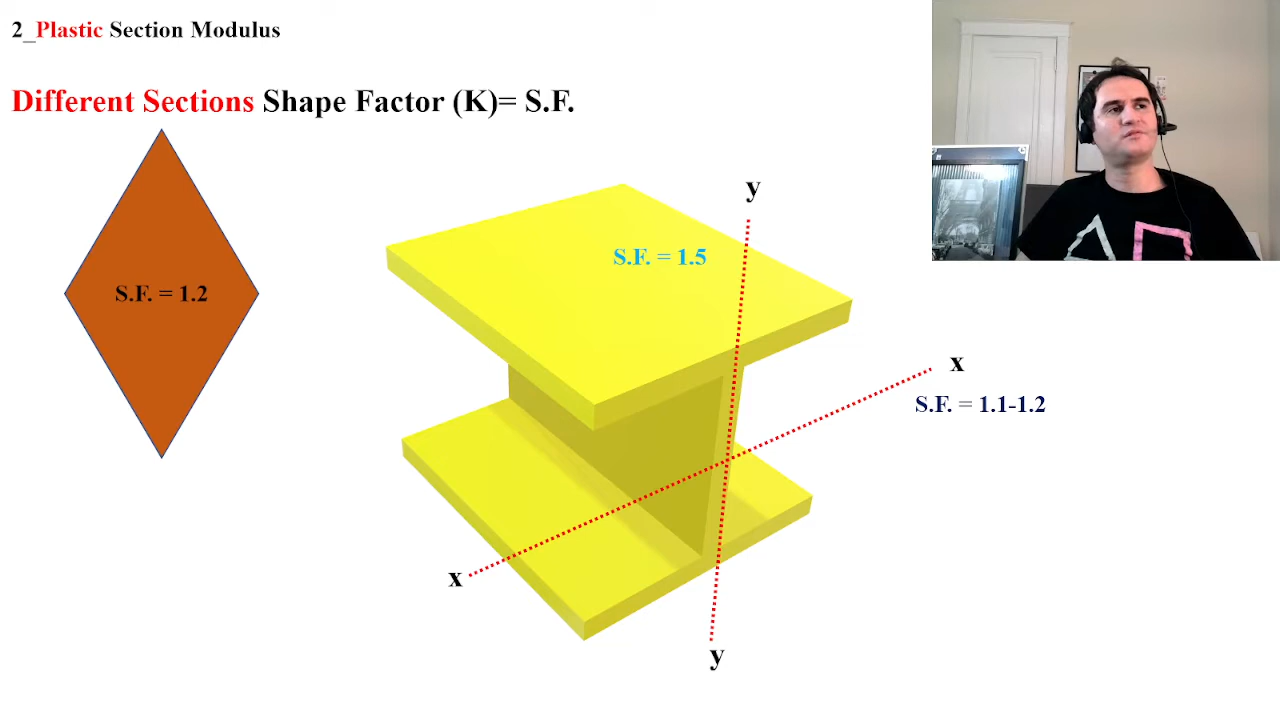 2_Plastic Section Modulus
Different Sections Shape Factor (K)= S.F.
y
S.F. = 1.5
S.F. = 1.2
x
S.F. = 1.1-1.2
x
y